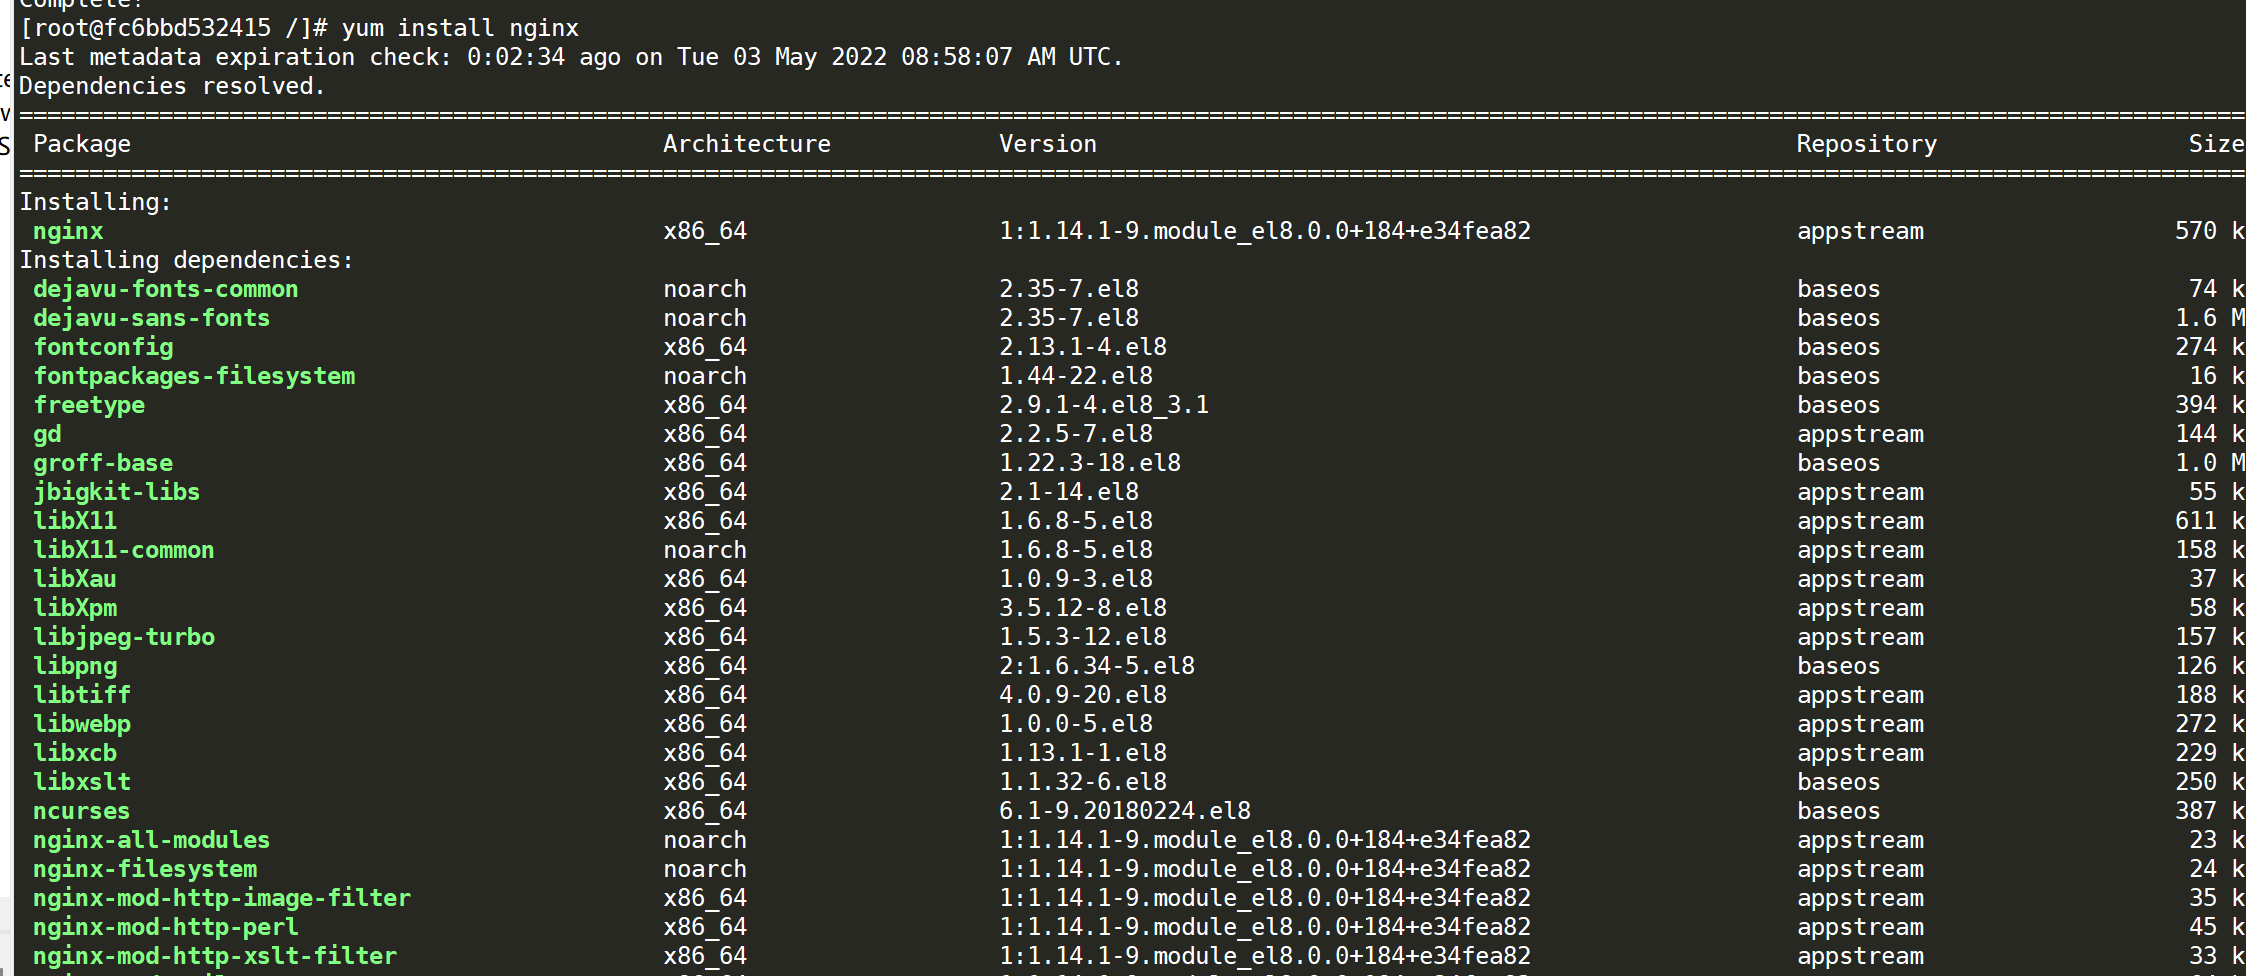 Complete!
[root@fc6bbd532415 /]# yum install nginx
Last metadata expiration check: 0:02:34 ago on Tue 03 May 2022 08:58:07 AM UTC.
Dependencies resolved.
================================================================================
Package Architecture Version Repository Size
================================================================================
Installing:
nginx x86_64 1:1.14.1-9.module_el8.0.0+184+e34fea82 appstream 570 k
Installing dependencies:
dejavu-fonts-common noarch 2.35-7.el8 baseos 74 k
dejavu-sans-fonts noarch 2.35-7.el8 baseos 1.6 M
fontconfig x86_64 2.13.1-4.el8 baseos 274 k
fontpackages-filesystem noarch 1.44-22.el8 baseos 16 k
freetype x86_64 2.9.1-4.el8_3.1 baseos 394 k
gd x86_64 2.2.5-7.el8 appstream 144 k
groff-base x86_64 1.22.3-18.el8 baseos 1.0 M
jbigkit-libs x86_64 2.1-14.el8 appstream 55 k
libX11 x86_64 1.6.8-5.el8 appstream 611 k
libX11-common noarch 1.6.8-5.el8 appstream 158 k
libXau x86_64 1.0.9-3.el8 appstream 37 k
libXpm x86_64 3.5.12-8.el8 appstream 58 k
libjpeg-turbo x86_64 1.5.3-12.el8 appstream 157 k
libpng x86_64 2:1.6.34-5.el8 baseos 126 k
libtiff x86_64 4.0.9-20.el8 appstream 188 k
libwebp x86_64 1.0.0-5.el8 appstream 272 k
libxcb x86_64 1.13.1-1.el8 appstream 229 k
libxslt x86_64 1.1.32-6.el8 baseos 250 k
ncurses x86_64 6.1-9.20180224.el8 baseos 387 k
nginx-all-modules noarch 1:1.14.1-9.module_el8.0.0+184+e34fea82 appstream 23 k
nginx-filesystem noarch 1:1.14.1-9.module_el8.0.0+184+e34fea82 appstream 24 k
nginx-mod-http-image-filter x86_64 1:1.14.1-9.module_el8.0.0+184+e34fea82 appstream 35 k
nginx-mod-http-perl x86_64 1:1.14.1-9.module_el8.0.0+184+e34fea82 appstream 45 k
nginx-mod-http-xslt-filter x86_64 1:1.14.1-9.module_el8.0.0+184+e34fea82 appstream 33 k